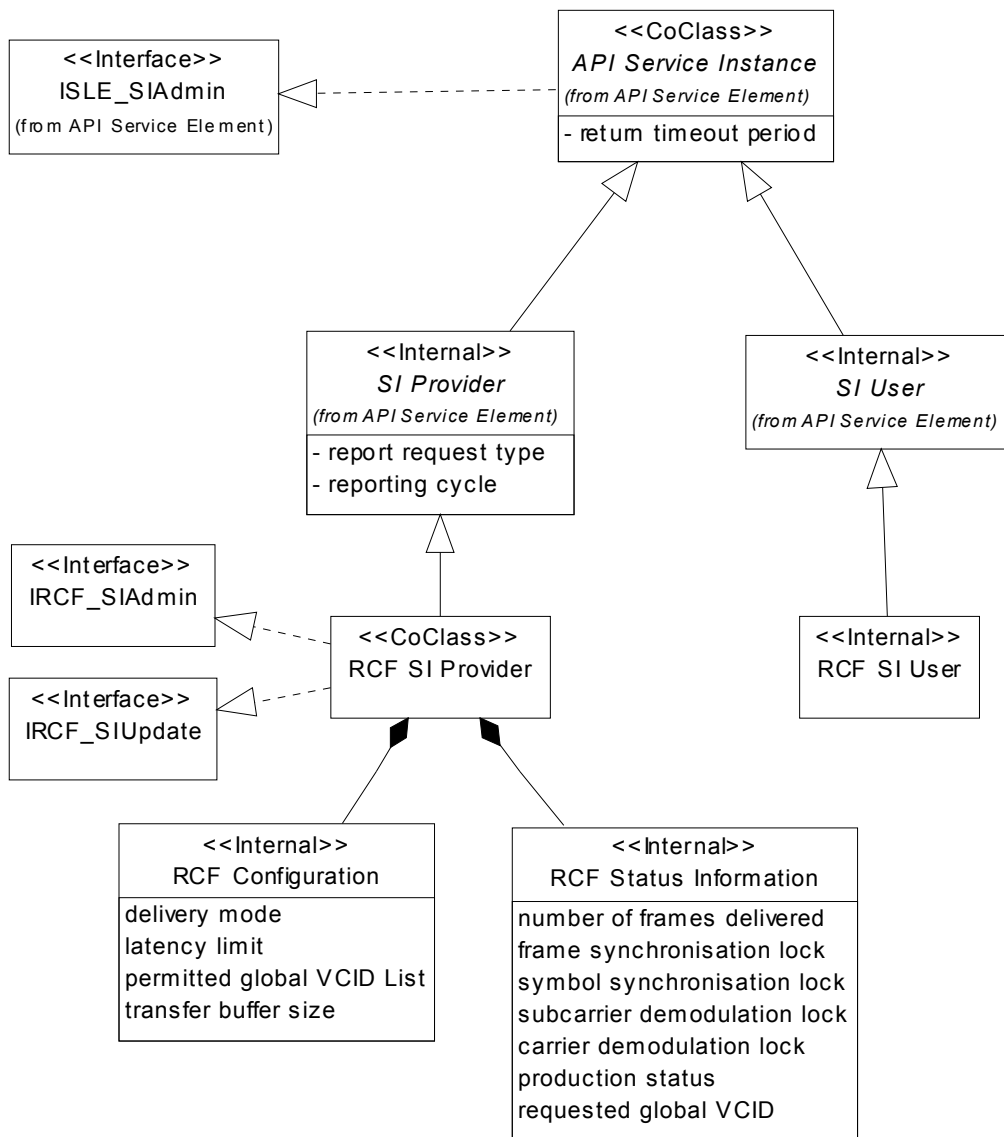 <<CoClass>>
API Service Instance
(from API Service Element)
- return timeout period
<<Interface>>
ISLE_SIAdmin
(from API Service Element)
<<Internal>>
SI Provider
(from API Service Element)
- report request type
- reporting cycle
<<Internal>>
SI User
(from API Service Element)
<<Interface>>
IRCF_SIAdmin
<<CoClass>>
RCF SI Provider
<<Internal>>
RCF SI User
<<Interface>>
IRCF_SIUpdate
<<Internal>>
RCF Configuration
delivery mode
latency limit
permitted global VCID List
transfer buffer size
<<Internal>>
RCF Status Information
number of frames delivered
frame synchronisation lock
symbol synchronisation lock
subcarrier demodulation lock
carrier demodulation lock
production status
requested global VCID